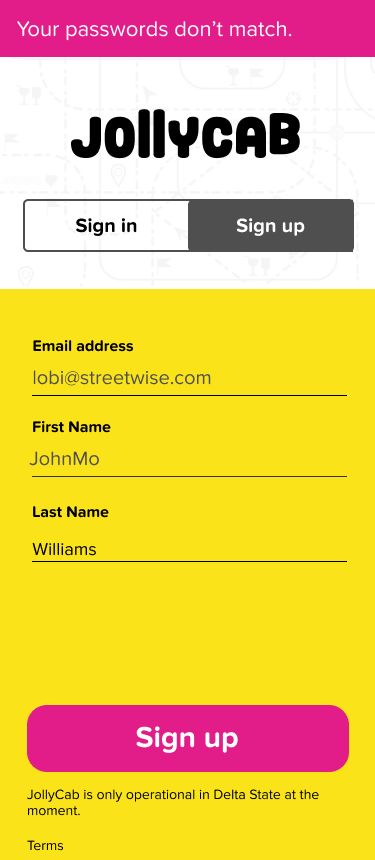 Your passwords don’t match.
JollyCAB
Sign in
Sign up
Email address
lobi@streetwise.com
First Name
JohnMo
Last Name
Williams
Sign up
JollyCab is only operational in Delta State at the
moment.
Terms